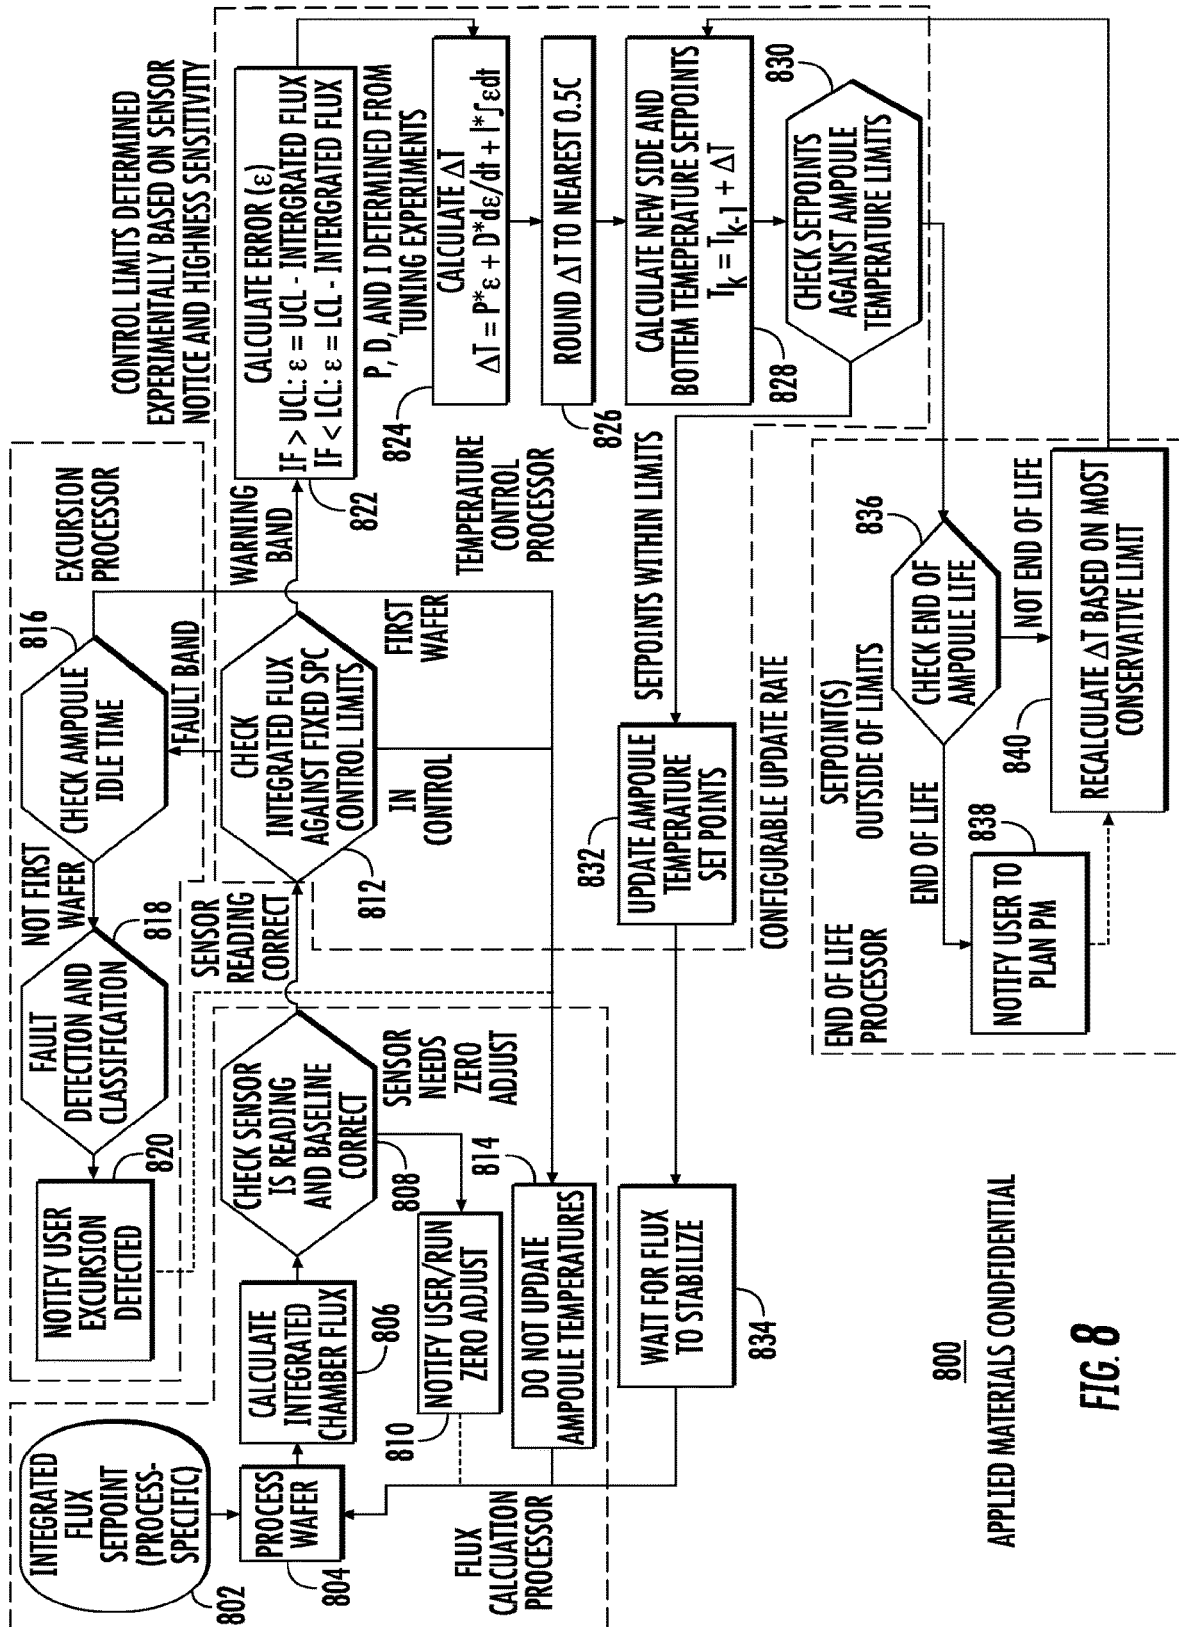 INTEGRATED
FLUX
SETPOINT
(PROCESS-
SPECIFIC)
802
PROCESS
WAFER
804
CALCULATE
INTEGRATED
CHAMBER FLUX
806
CHECK SENSOR
IS READING
AND BASELINE
CORRECT
808
SENSOR
NEEDS
ZERO
ADJUST
NOTIFY USER/RUN
ZERO ADJUST
810
DO NOT UPDATE
AMPOULE TEMPERATURES
814
FLUX
CALCUATION
PROCESSOR
SENSOR
READING
CORRECT
NOTIFY USER
EXCURSION
DETECTED
820
FAULT
DETECTION AND
CLASSIFICATION
818
NOT FIRST
WAFER
CHECK AMPOULE
IDLE TIME
816
EXCURSION
PROCESSOR
FAULT BAND
CHECK
INTEGRATED FLUX
AGAINST FIXED SPC
CONTROL LIMITS
812
IN
CONTROL
FIRST
WAFER
WARNING
BAND
CONTROL LIMITS DETERMINED
EXPERIMENTALLY BASED ON SENSOR
NOTICE AND HIGHNESS SENSITIVITY
CALCULATE ERROR (ε)
IF > UCL: ε = UCL - INTERGRATED FLUX
IF < LCL: ε = LCL - INTERGRATED FLUX
822
P, D, AND I DETERMINED FROM
TUNING EXPERIMENTS
CALCULATE ΔT
ΔT = P* ε + D* dε/dt + I* ∫εdt
824
TEMPERATURE
CONTROL
PROCESSOR
ROUND ΔT TO NEAREST 0.5C
826
CALCULATE NEW SIDE AND
BOTTEM TEMEPERATURE SETPOINTS
Tk = Tk-1 + ΔT
828
CHECK SETPOINTS
AGAINST AMPOULE
TEMPERATURE LIMITS
830
SETPOINTS WITHIN LIMITS
UPDATE AMPOULE
TEMPERATURE
SET POINTS
832
CONFIGURABLE UPDATE RATE
WAIT FOR FLUX
TO STABILIZE
834
SETPOINT(S)
OUTSIDE OF LIMITS
CHECK END OF
AMPOULE LIFE
836
END OF LIFE
NOT END OF LIFE
END OF LIFE
PROCESSOR
NOTIFY USER TO
PLAN PM
838
RECALCULATE ΔT BASED ON MOST
CONSERVATIVE LIMIT
840
800
APPLIED MATERIALS CONDFIDENTIAL
FIG. 8